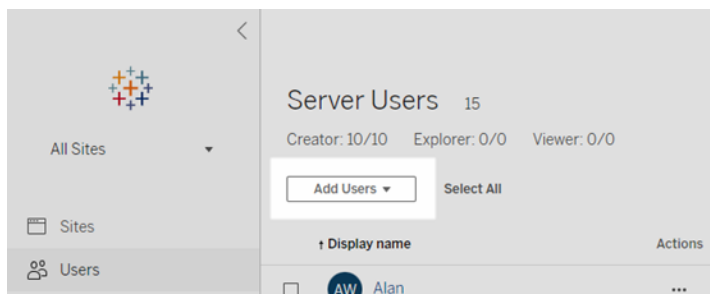 Server Users 15
Creator: 10/10 Explorer: 0/0 Viewer: 0/0
All Sites
Add Users Select All
Sites
Display name Actions
Users
AW Alan